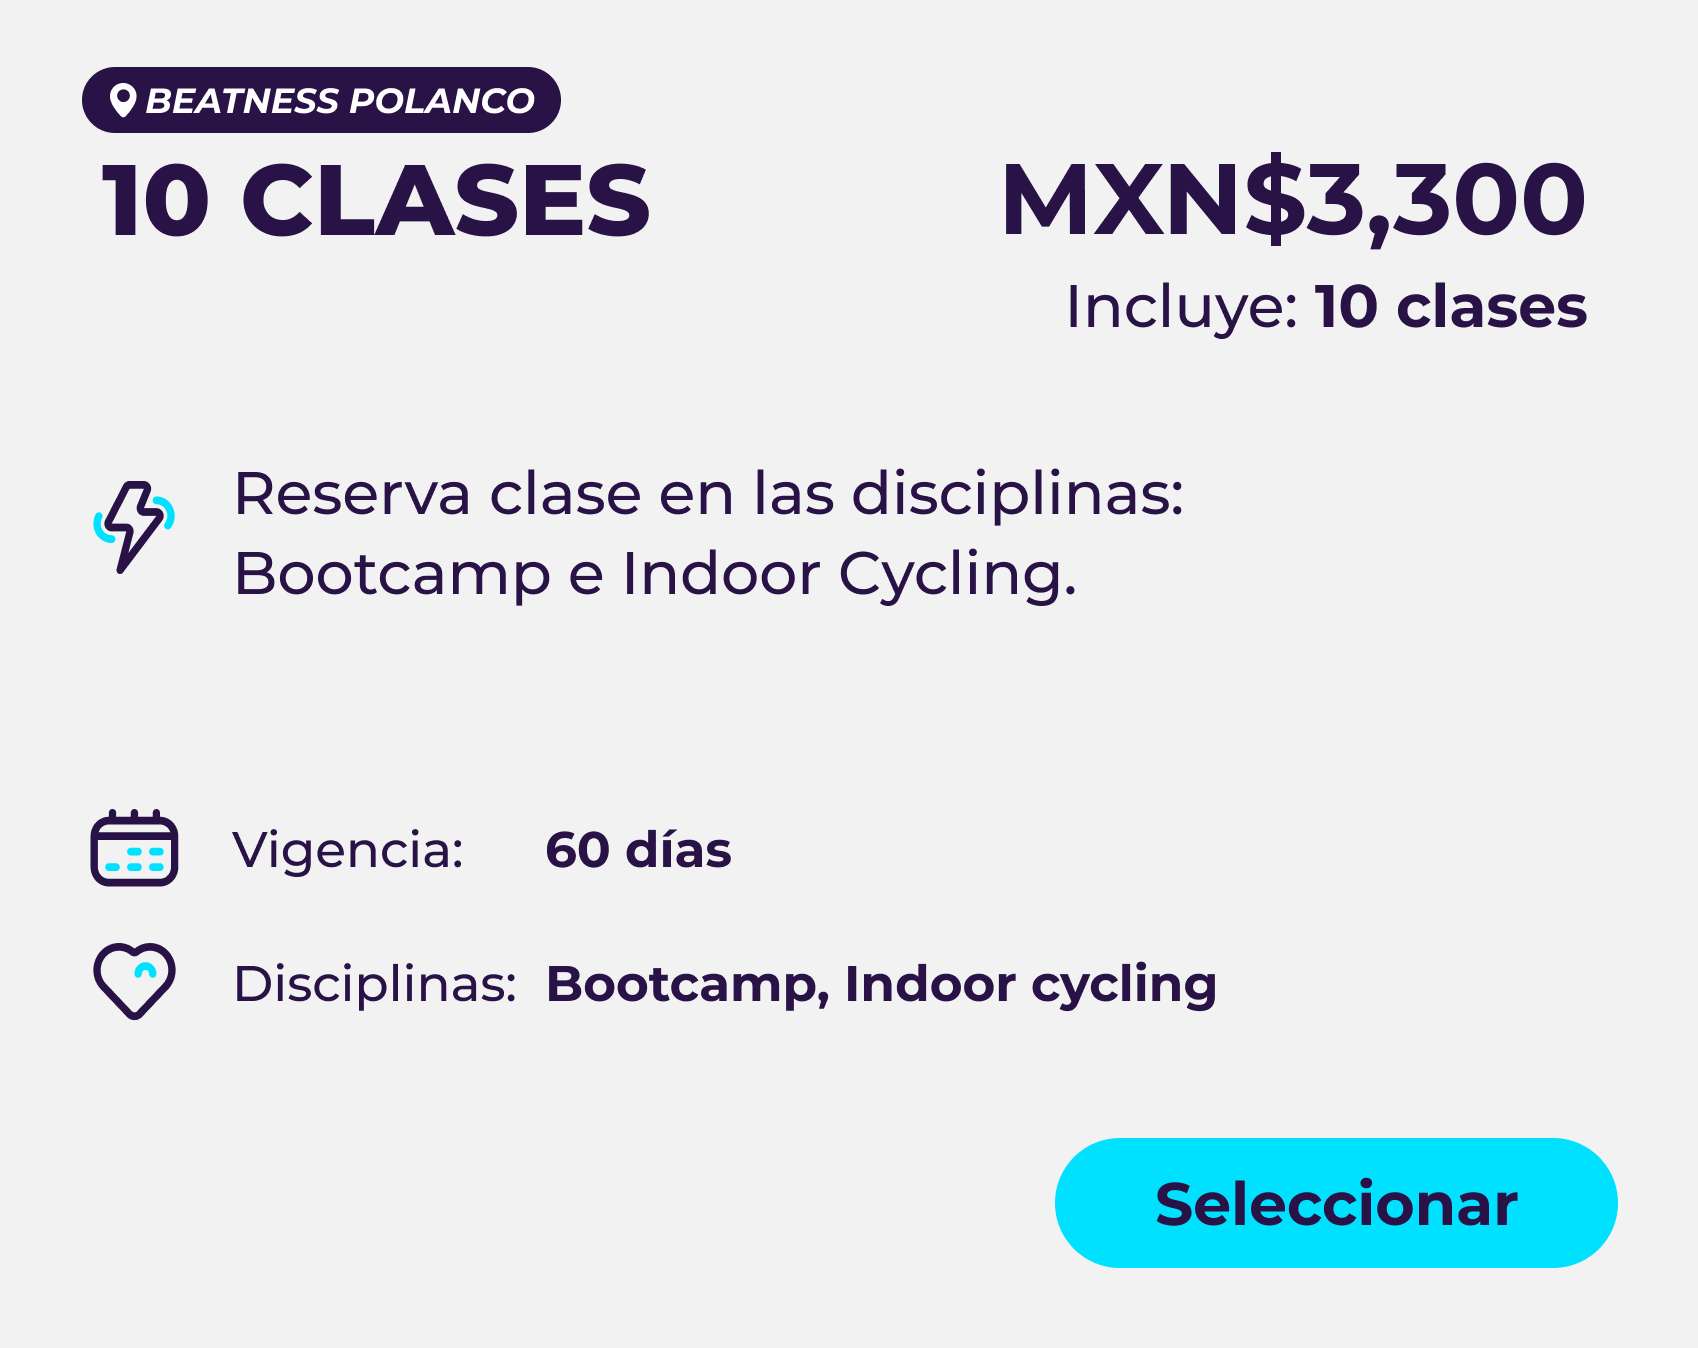 BEATNESS POLANCO
10 CLASES
MXN$3,300
Incluye: 10 clases
Reserva clase en las disciplinas:
Bootcamp e Indoor Cycling.
Vigencia: 60 días
Disciplinas: Bootcamp, Indoor cycling
Seleccionar